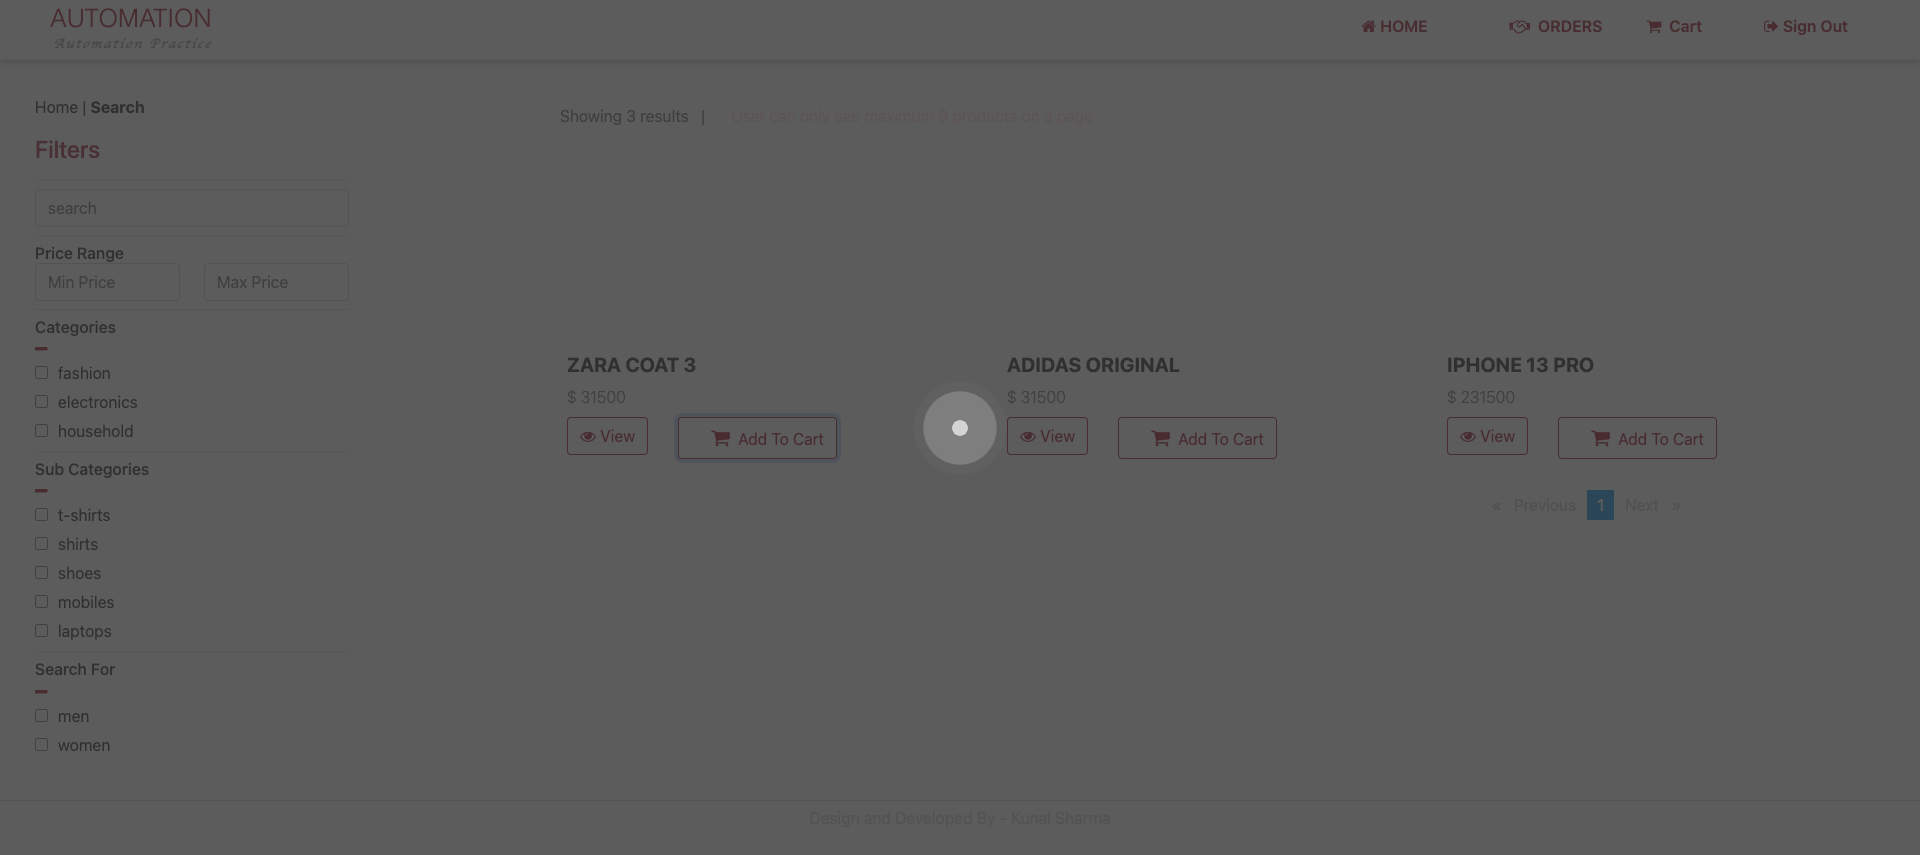 AUTOMATION
Automation Practice
HOME
ORDERS
Cart
Sign Out
Home | Search
Showing 3 results |
User can only see maximum 9 products on a page
Filters
search
Price Range
Min Price
Max Price
Categories
fashion
electronics
household
Sub Categories
t-shirts
shirts
shoes
mobiles
laptops
Search For
men
women
ZARA COAT 3
$ 31500
View
Add To Cart
ADIDAS ORIGINAL
$ 31500
View
Add To Cart
IPHONE 13 PRO
$ 231500
View
Add To Cart
« Previous 1 Next »
Design and Developed By - Kunal Sharma